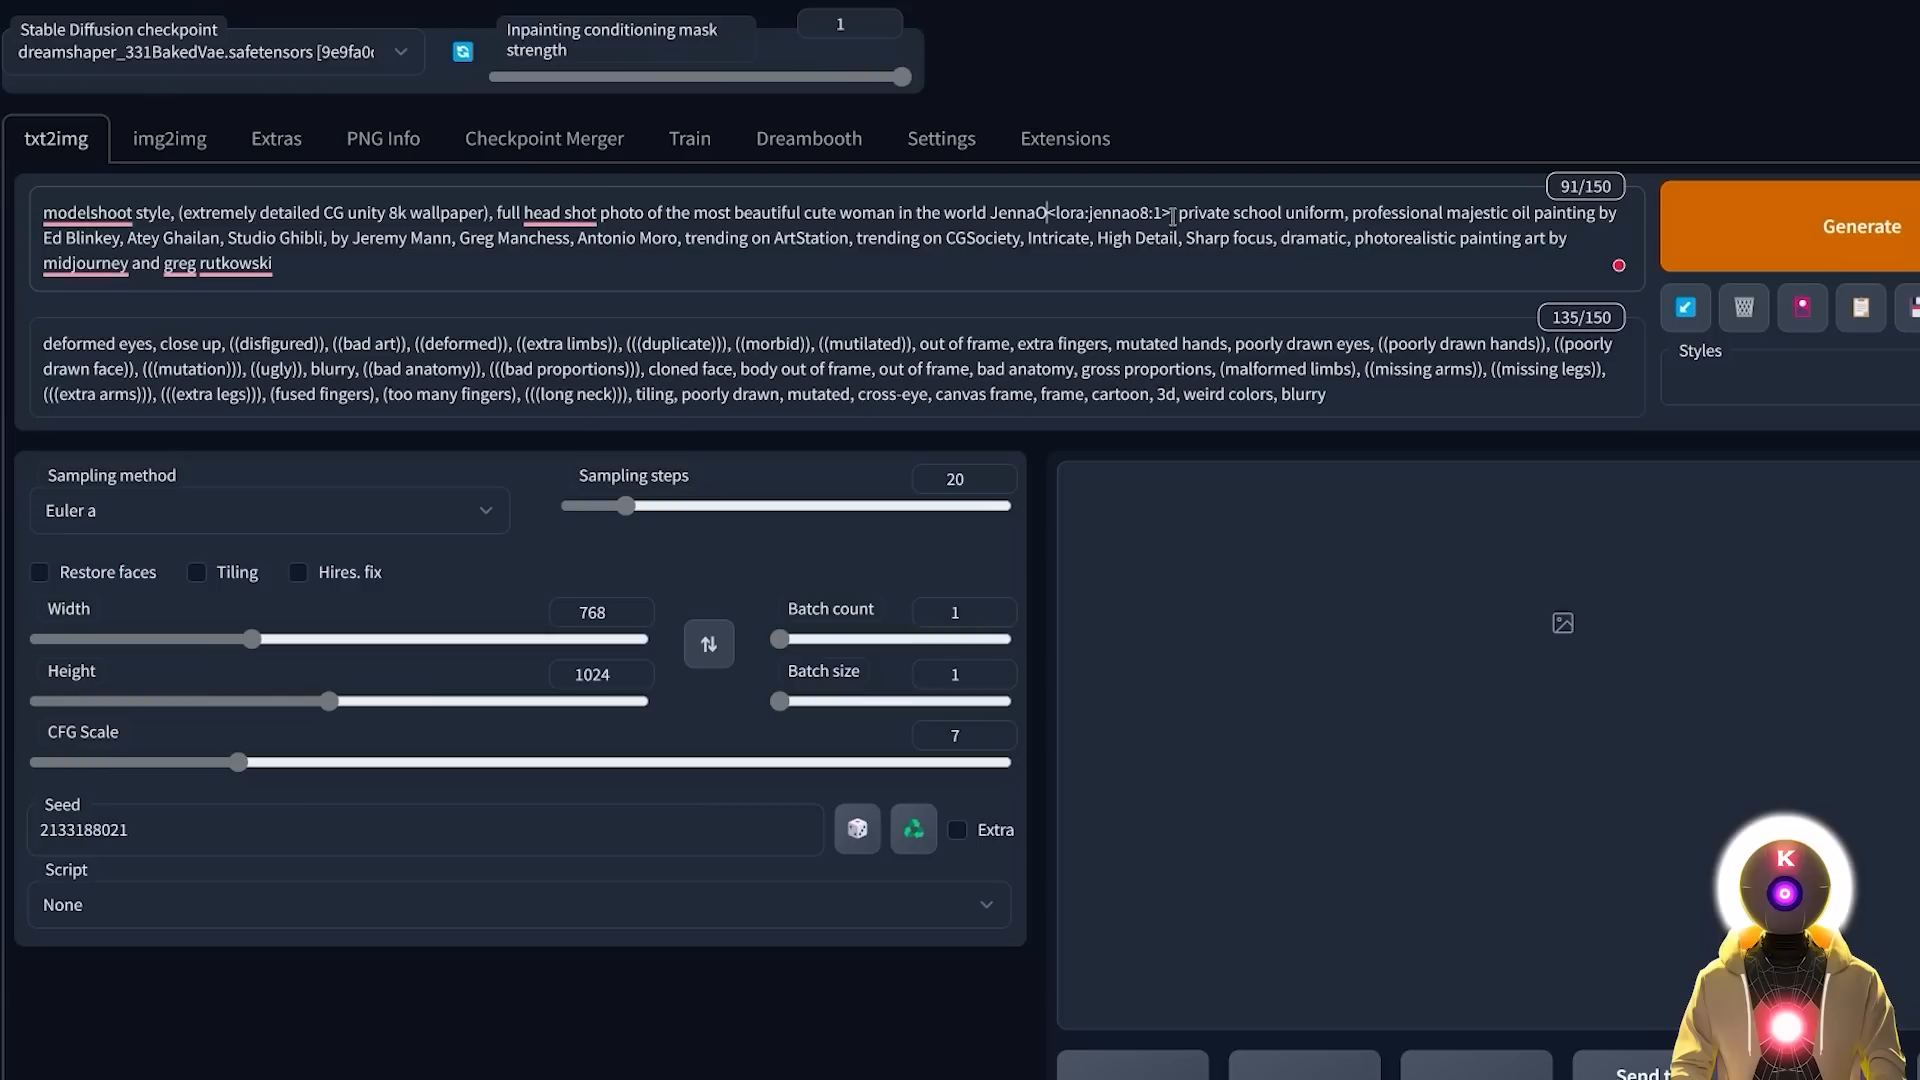 Stable Diffusion checkpoint
dreamshaper_331BakedVae.safetensors [9e9fa0
Inpainting conditioning mask
strength
1
txt2img
img2img
Extras
PNG Info
Checkpoint Merger
Train
Dreambooth
Settings
Extensions
91/150
modelshoot style, (extremely detailed CG unity 8k wallpaper), full head shot photo of the most beautiful cute woman in the world JennaO<lora:jennao8:1>, private school uniform, professional majestic oil painting by
Ed Blinkey, Atey Ghailan, Studio Ghibli, by Jeremy Mann, Greg Manchess, Antonio Moro, trending on ArtStation, trending on CGSociety, Intricate, High Detail, Sharp focus, dramatic, photorealistic painting art by
midjourney and greg rutkowski
Generate
135/150
deformed eyes, close up, ((disfigured)), ((bad art)), ((deformed)), ((extra limbs)), (((duplicate))), ((morbid)), ((mutilated)), out of frame, extra fingers, mutated hands, poorly drawn eyes, ((poorly drawn hands)), ((poorly
drawn face)), (((mutation))), ((ugly)), blurry, ((bad anatomy)), (((bad proportions))), cloned face, body out of frame, out of frame, bad anatomy, gross proportions, (malformed limbs), ((missing arms)), ((missing legs)),
(((extra arms))), (((extra legs))), (fused fingers), (too many fingers), (((long neck))), tiling, poorly drawn, mutated, cross-eye, canvas frame, frame, cartoon, 3d, weird colors, blurry
Styles
Sampling method
Euler a
Sampling steps
20
Restore faces
Tiling
Hires. fix
Width
768
Batch count
1
Height
1024
Batch size
1
CFG Scale
7
Seed
2133188021
Extra
Script
None
K
Send t